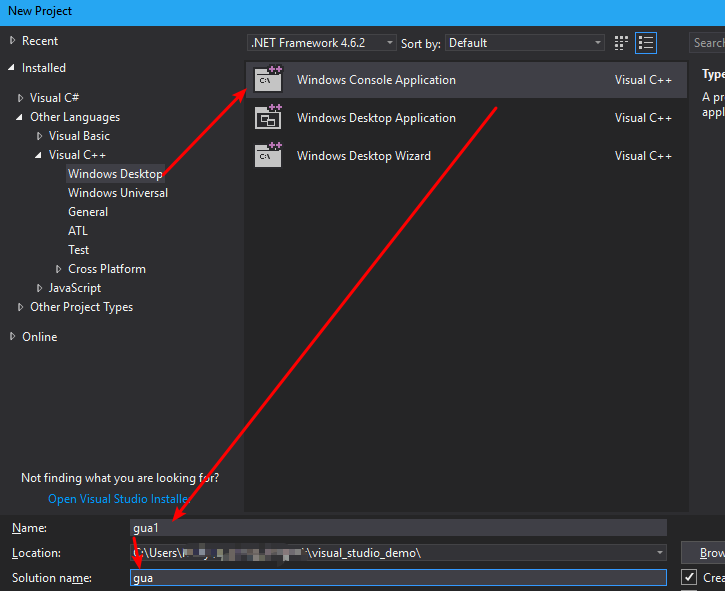 New Project
Recent
Installed
Visual C#
Other Languages
Visual Basic
Visual C++
Windows Desktop
Windows Universal
General
ATL
Test
Cross Platform
JavaScript
Other Project Types
Online
Not finding what you are looking for?
Open Visual Studio Installer
.NET Framework 4.6.2 Sort by: Default Search
Windows Console Application Visual C++
Windows Desktop Application Visual C++
Windows Desktop Wizard Visual C++
Type
A pr
appl
Name: gua1
Location: C:\Users\ \visual_studio_demo\ Brow
Solution name: gua Crea